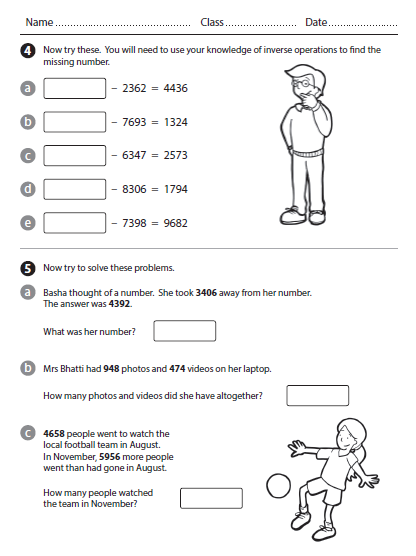 Name........................................ Class..................... Date.....................
4 Now try these. You will need to use your knowledge of inverse operations to find the
missing number.
a – 2362 = 4436
b – 7693 = 1324
c – 6347 = 2573
d – 8306 = 1794
e – 7398 = 9682
5 Now try to solve these problems.
a Basha thought of a number. She took 3406 away from her number.
The answer was 4392.
What was her number?
b Mrs Bhatti had 948 photos and 474 videos on her laptop.
How many photos and videos did she have altogether?
c 4658 people went to watch the
local football team in August.
In November, 5956 more people
went than had gone in August.
How many people watched
the team in November?